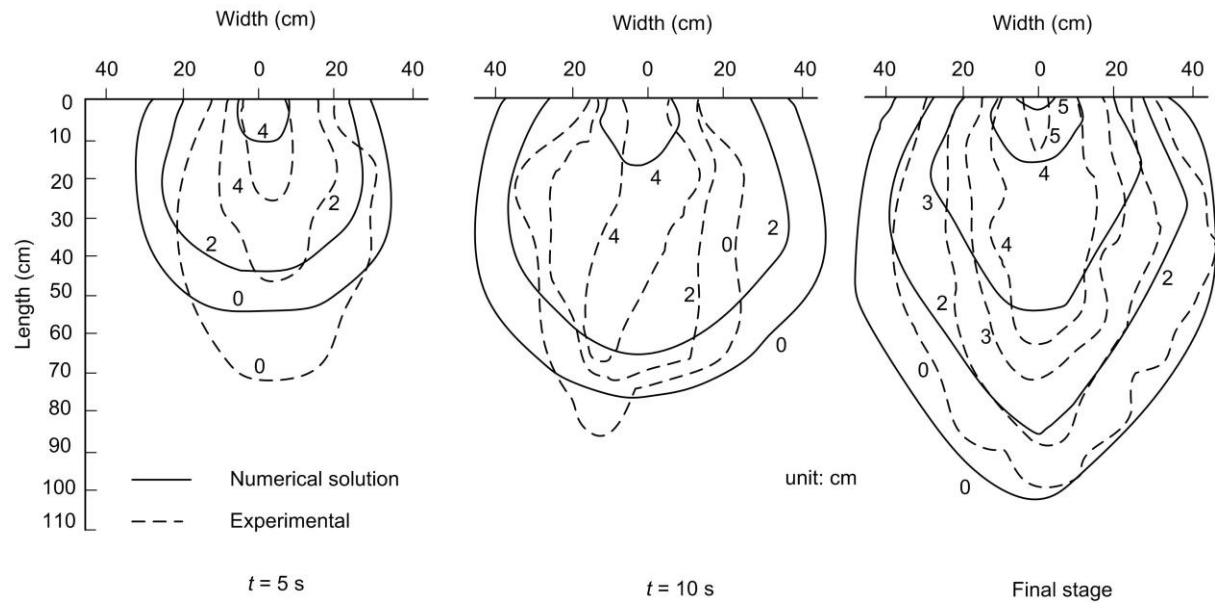 Width (cm)
Width (cm)
Width (cm)
40 20 0 20 40
40 20 0 20 40
40 20 0 20 40
Length (cm)
0
10
20
30
40
50
60
70
80
90
100
110
4
4
2
2
0
0
4
4
0
2
2
0
5
5
4
3
4
2
2
3
0
0
Numerical solution
Experimental
unit: cm
t = 5 s
t = 10 s
Final stage